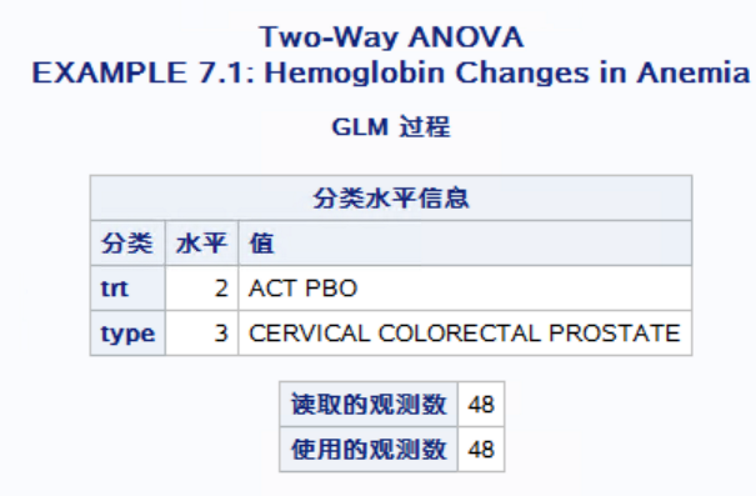 Two-Way ANOVA
EXAMPLE 7.1: Hemoglobin Changes in Anemia
GLM 过程
分类水平信息
分类 水平 值
trt 2 ACT PBO
type 3 CERVICAL COLORECTAL PROSTATE
读取的观测数 48
使用的观测数 48